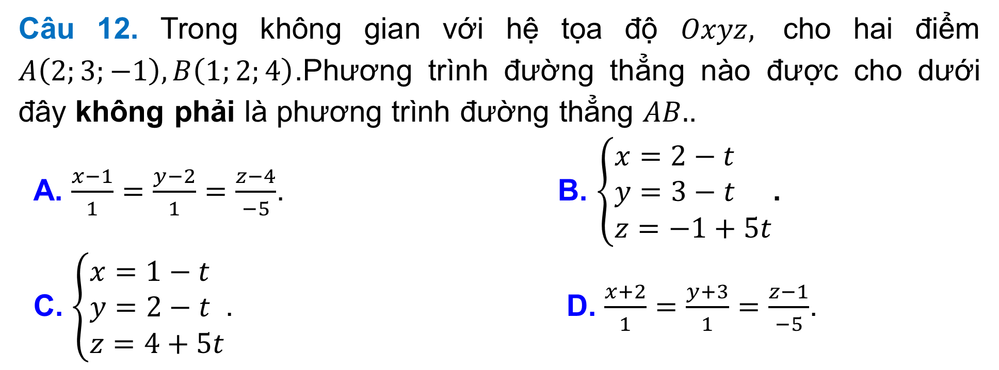 Câu 12. Trong không gian với hệ tọa độ Oxyz, cho hai điểm
A(2; 3; −1), B(1; 2; 4).Phương trình đường thẳng nào được cho dưới
đây không phải là phương trình đường thẳng AB..
A. \frac{x−1}{1} = \frac{y−2}{1} = \frac{z−4}{−5}.
B. \begin{cases} x = 2 − t \\ y = 3 − t \\ z = −1 + 5t \end{cases}.
C. \begin{cases} x = 1 − t \\ y = 2 − t \\ z = 4 + 5t \end{cases}.
D. \frac{x+2}{1} = \frac{y+3}{1} = \frac{z−1}{−5}.